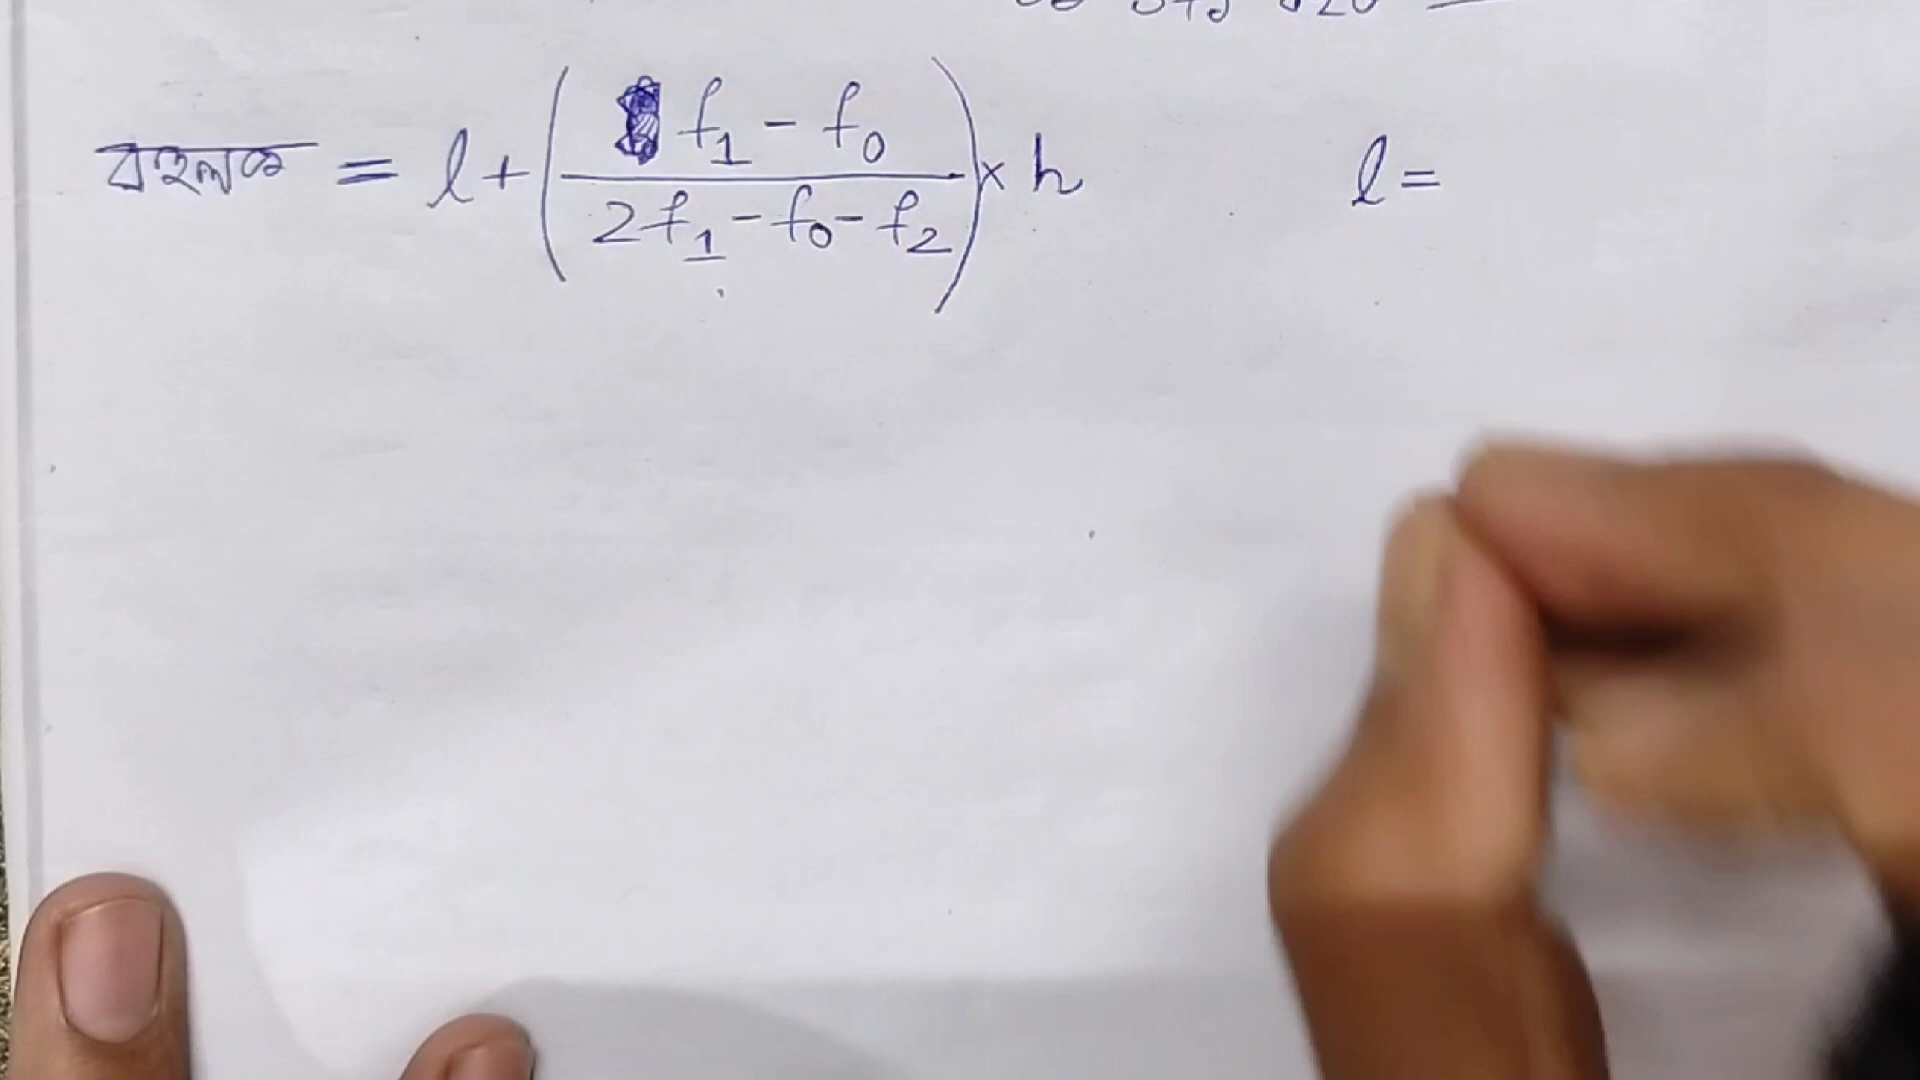 বহুলক = l + ( f₁ - f₀ / 2f₁ - f₀ - f₂ ) × h
l =